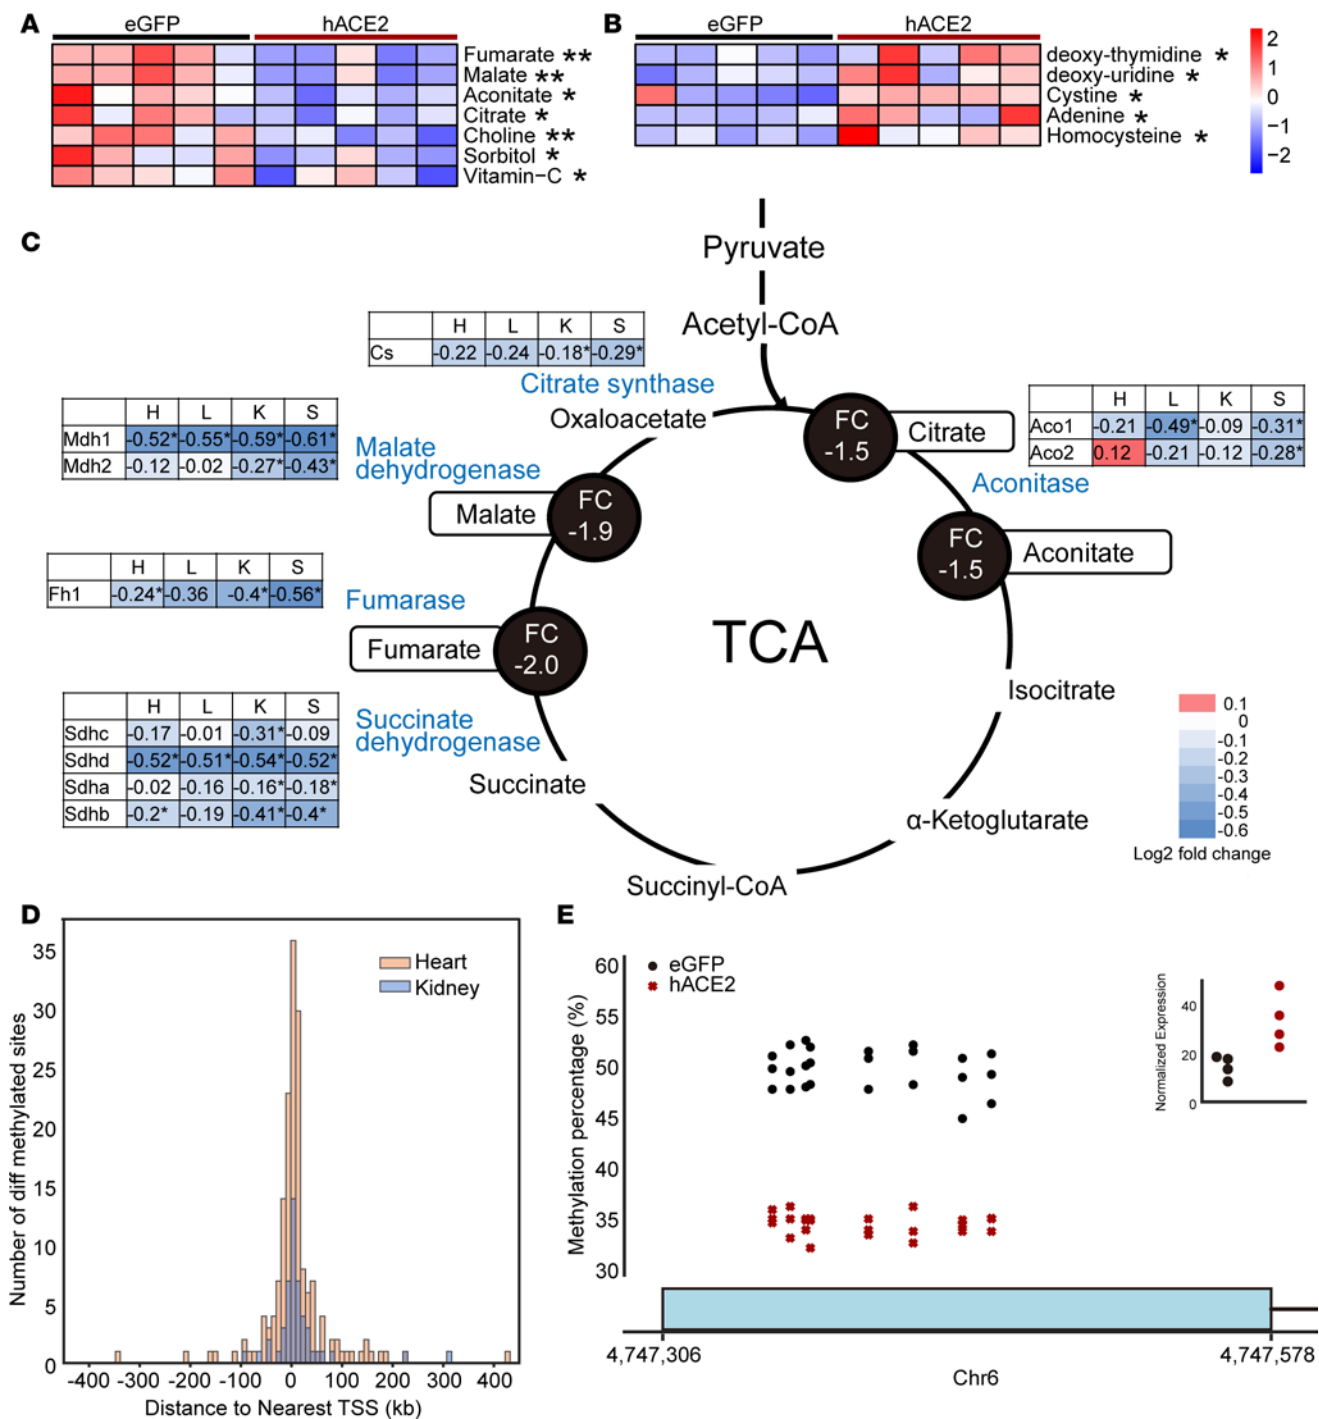 A
eGFP hACE2
Fumarate **
Malate **
Aconitate *
Citrate *
Choline **
Sorbitol *
Vitamin−C *
B
eGFP hACE2
deoxy-thymidine *
deoxy-uridine *
Cystine *
Adenine *
Homocysteine *
2
1
0
−1
−2
C
Pyruvate
Acetyl-CoA
H L K S
Cs -0.22 -0.24 -0.18* -0.29*
Citrate synthase
Oxaloacetate
FC
-1.5
Citrate
H L K S
Aco1 -0.21 -0.49* -0.09 -0.31*
Aco2 0.12 -0.21 -0.12 -0.28*
Aconitase
H L K S
Mdh1 -0.52* -0.55* -0.59* -0.61*
Mdh2 -0.12 -0.02 -0.27* -0.43*
Malate
dehydrogenase
Malate
FC
-1.9
FC
-1.5
Aconitate
H L K S
Fh1 -0.24* -0.36 -0.4* -0.56*
Fumarase
Fumarate
FC
-2.0
TCA
Isocitrate
H L K S
Sdhc -0.17 -0.01 -0.31* -0.09
Sdhd -0.52* -0.51* -0.54* -0.52*
Sdha -0.02 -0.16 -0.16* -0.18*
Sdhb -0.2* -0.19 -0.41* -0.4*
Succinate
dehydrogenase
Succinate
α-Ketoglutarate
Succinyl-CoA
0.1
0
-0.1
-0.2
-0.3
-0.4
-0.5
-0.6
Log2 fold change
D
Number of diff methylated sites
35
30
25
20
15
10
5
0
Heart
Kidney
-400 -300 -200 -100 0 100 200 300 400
Distance to Nearest TSS (kb)
E
Methylation percentage (%)
60
55
50
45
40
35
30
eGFP
hACE2
Normalized Expression
40
20
0
4,747,306 4,747,578
Chr6